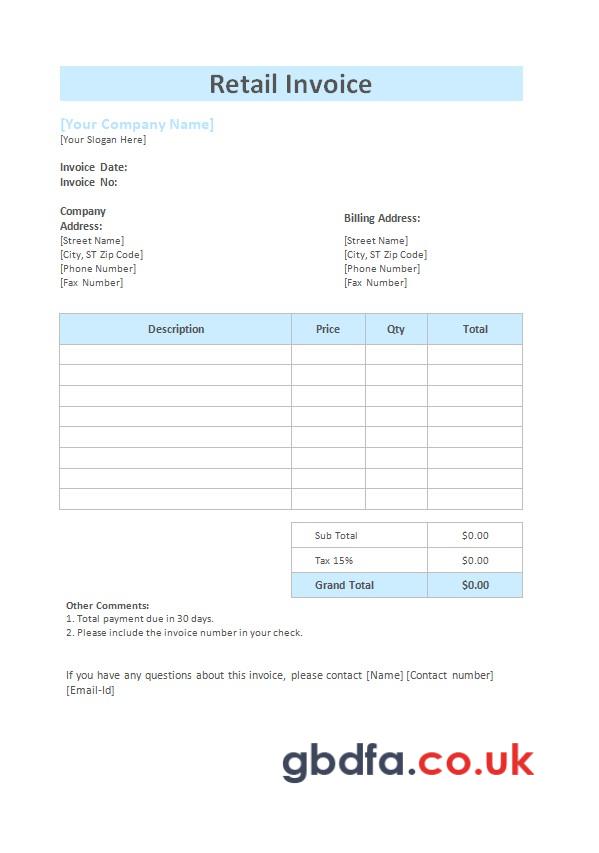 Retail Invoice
[Your Company Name]
[Your Slogan Here]
Invoice Date:
Invoice No:
Company
Address:
[Street Name]
[City, ST Zip Code]
[Phone Number]
[Fax Number]
Billing Address:
[Street Name]
[City, ST Zip Code]
[Phone Number]
[Fax Number]
Description Price Qty Total
Sub Total $0.00
Tax 15% $0.00
Grand Total $0.00
Other Comments:
1. Total payment due in 30 days.
2. Please include the invoice number in your check.
If you have any questions about this invoice, please contact [Name] [Contact number]
[Email-Id]
gbdfa.co.uk